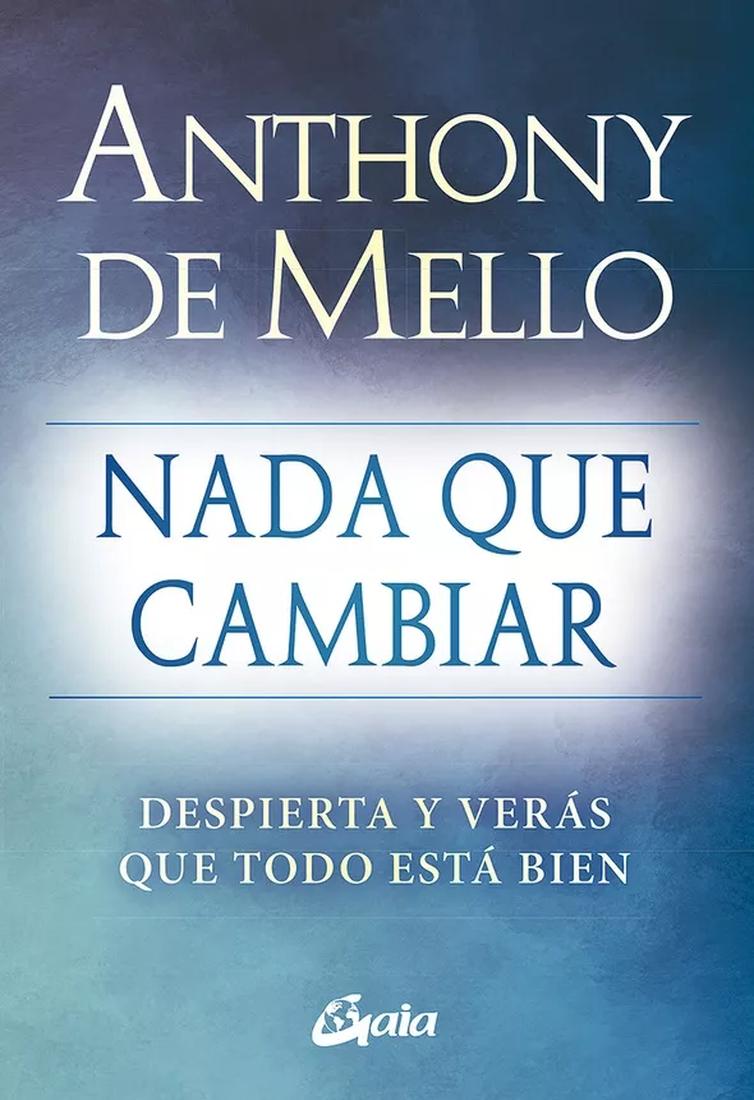 ANTHONY
DE MELLO
NADA QUE
CAMBIAR
DESPIERTA Y VERÁS
QUE TODO ESTÁ BIEN
Gaia